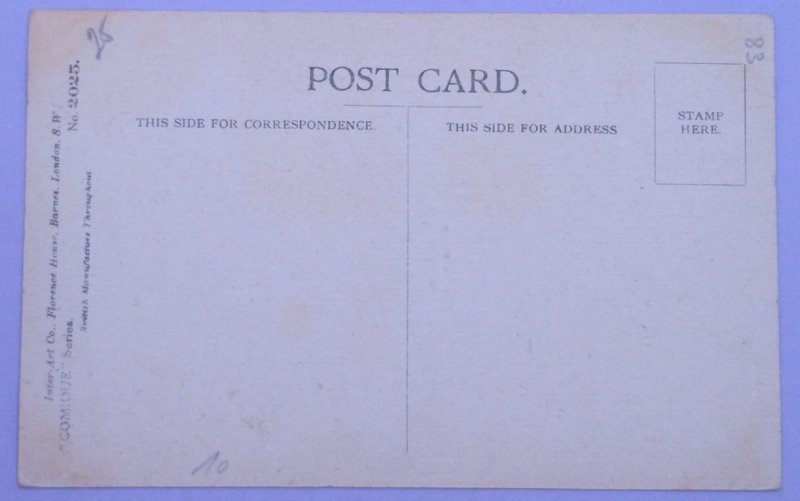 POST CARD.
THIS SIDE FOR CORRESPONDENCE.
THIS SIDE FOR ADDRESS
STAMP
HERE.
Inter-Art Co., Florence House, Barnes, London, S.W
"COMIQUE" Series. No. 2025.
British Manufacture Throughout.
25
83
10